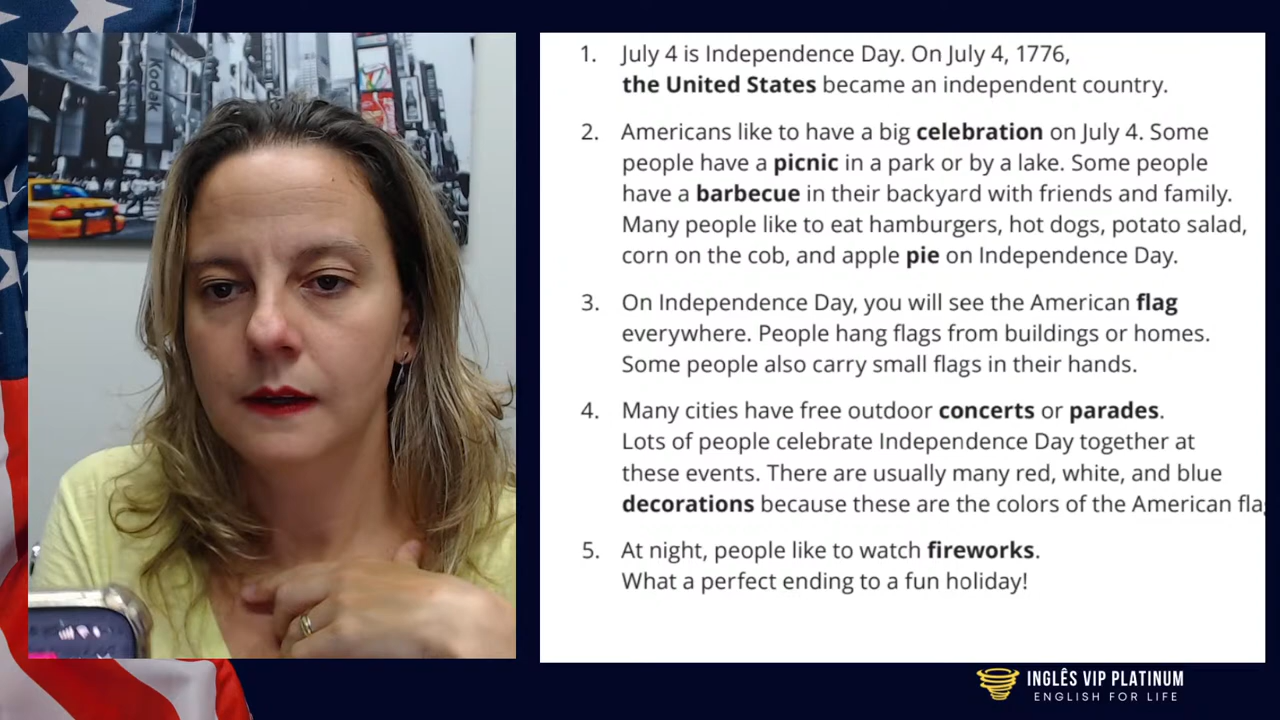 Kodak
1. July 4 is Independence Day. On July 4, 1776,
the United States became an independent country.
2. Americans like to have a big celebration on July 4. Some
people have a picnic in a park or by a lake. Some people
have a barbecue in their backyard with friends and family.
Many people like to eat hamburgers, hot dogs, potato salad,
corn on the cob, and apple pie on Independence Day.
3. On Independence Day, you will see the American flag
everywhere. People hang flags from buildings or homes.
Some people also carry small flags in their hands.
4. Many cities have free outdoor concerts or parades.
Lots of people celebrate Independence Day together at
these events. There are usually many red, white, and blue
decorations because these are the colors of the American fla
5. At night, people like to watch fireworks.
What a perfect ending to a fun holiday!
INGLÊS VIP PLATINUM
ENGLISH FOR LIFE